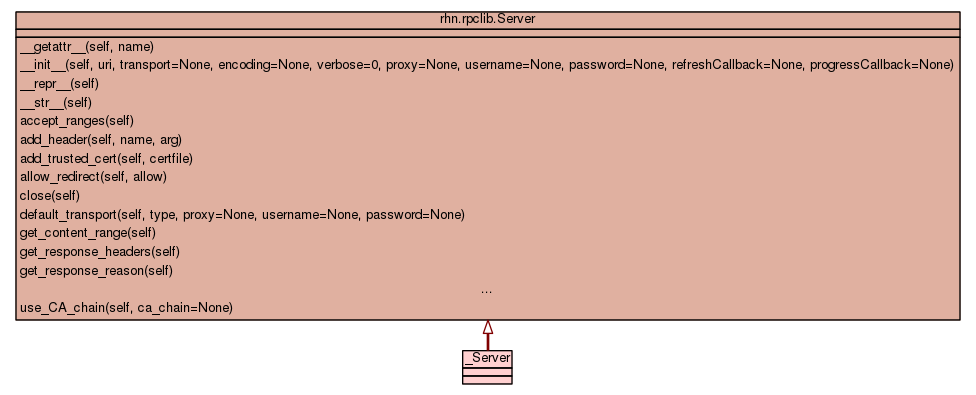 rhn.rpclib.Server
__getattr__(self, name)
__init__(self, uri, transport=None, encoding=None, verbose=0, proxy=None, username=None, password=None, refreshCallback=None, progressCallback=None)
__repr__(self)
__str__(self)
accept_ranges(self)
add_header(self, name, arg)
add_trusted_cert(self, certfile)
allow_redirect(self, allow)
close(self)
default_transport(self, type, proxy=None, username=None, password=None)
get_content_range(self)
get_response_headers(self)
get_response_reason(self)
...
use_CA_chain(self, ca_chain=None)
_Server